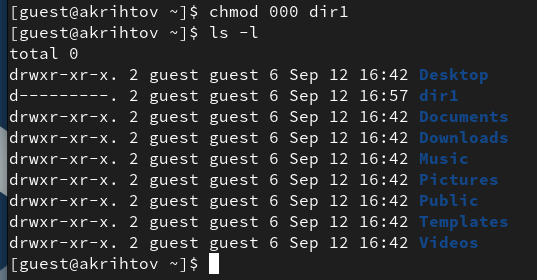 [guest@akrihtov ~]$ chmod 000 dir1
[guest@akrihtov ~]$ ls -l
total 0
drwxr-xr-x. 2 guest guest 6 Sep 12 16:42 Desktop
d---------. 2 guest guest 6 Sep 12 16:57 dir1
drwxr-xr-x. 2 guest guest 6 Sep 12 16:42 Documents
drwxr-xr-x. 2 guest guest 6 Sep 12 16:42 Downloads
drwxr-xr-x. 2 guest guest 6 Sep 12 16:42 Music
drwxr-xr-x. 2 guest guest 6 Sep 12 16:42 Pictures
drwxr-xr-x. 2 guest guest 6 Sep 12 16:42 Public
drwxr-xr-x. 2 guest guest 6 Sep 12 16:42 Templates
drwxr-xr-x. 2 guest guest 6 Sep 12 16:42 Videos
[guest@akrihtov ~]$